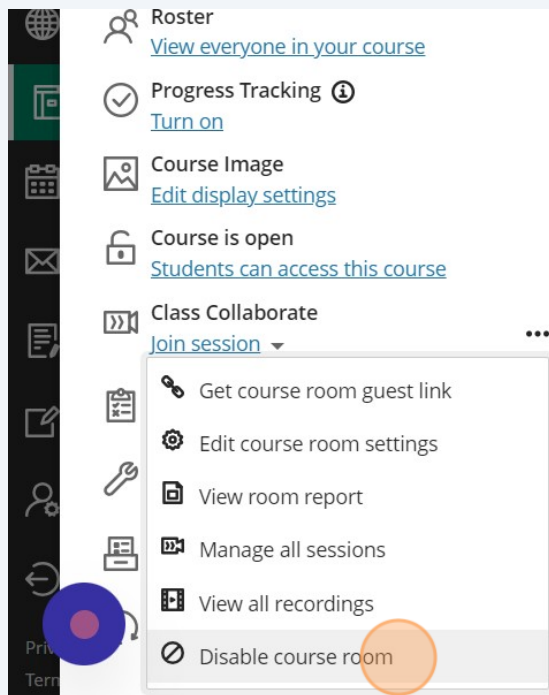 Roster
View everyone in your course
Progress Tracking
Turn on
Course Image
Edit display settings
Course is open
Students can access this course
Class Collaborate
Join session
Get course room guest link
Edit course room settings
View room report
Manage all sessions
View all recordings
Disable course room